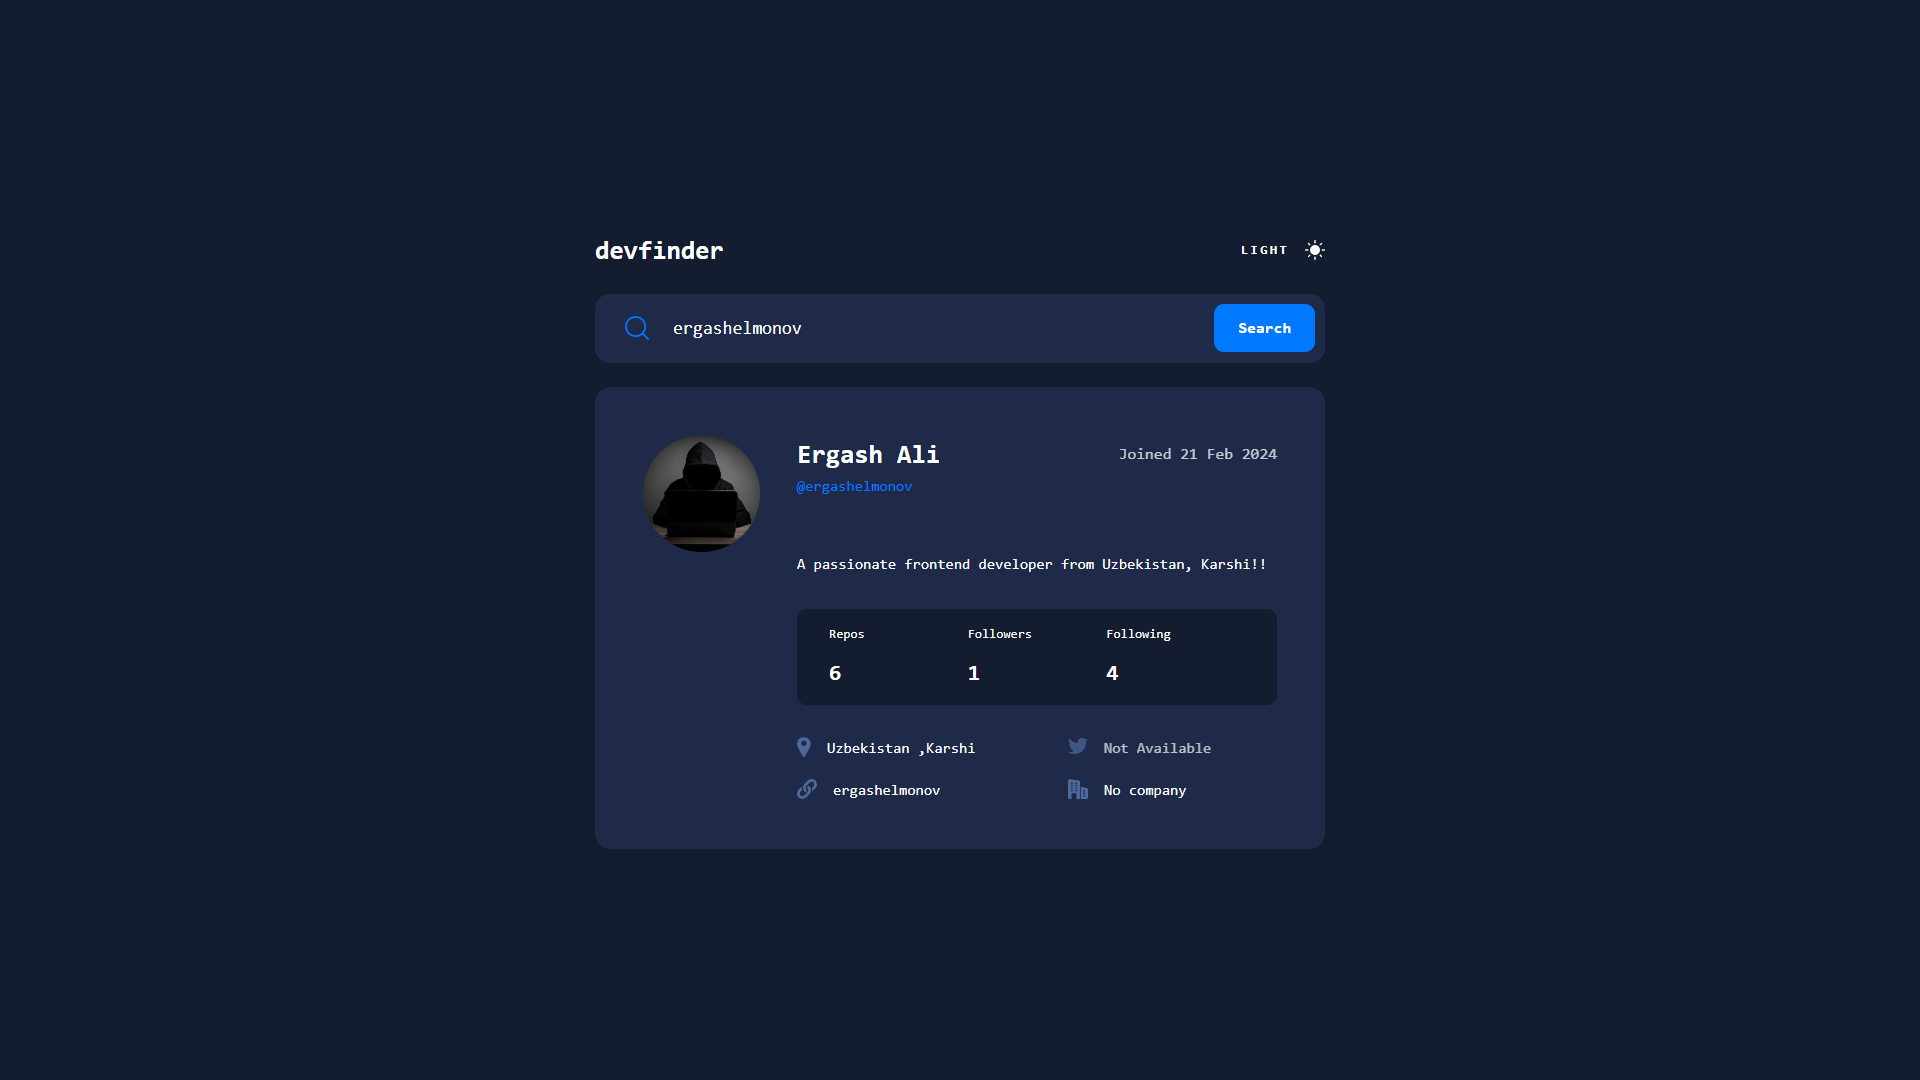 devfinder
LIGHT
ergashelmonov
Search
Ergash Ali
Joined 21 Feb 2024
@ergashelmonov
A passionate frontend developer from Uzbekistan, Karshi!!
Repos Followers Following
6 1 4
Uzbekistan ,Karshi
Not Available
ergashelmonov
No company